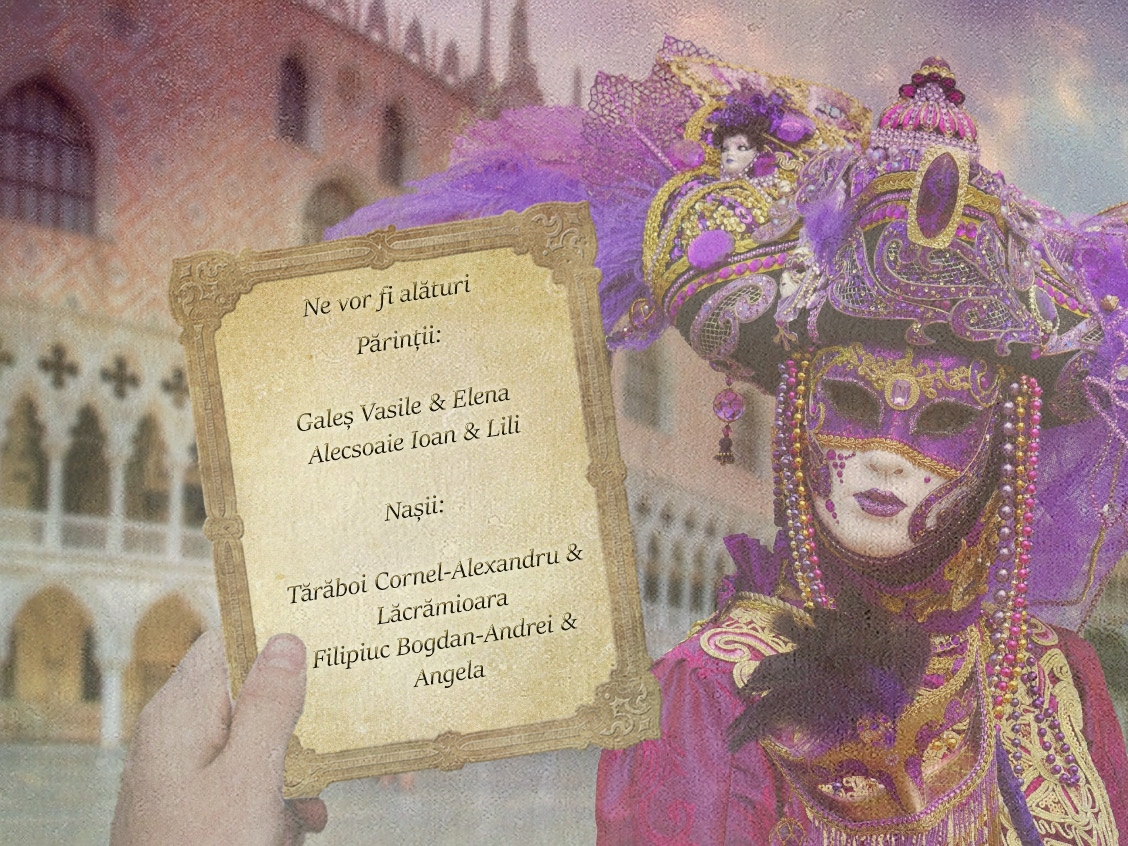 Ne vor fi alături
Părinții:
Galeș Vasile & Elena
Alecsoaie Ioan & Lili
Nașii:
Tărăboi Cornel-Alexandru &
Lăcrămioara
Filipiuc Bogdan-Andrei &
Angela